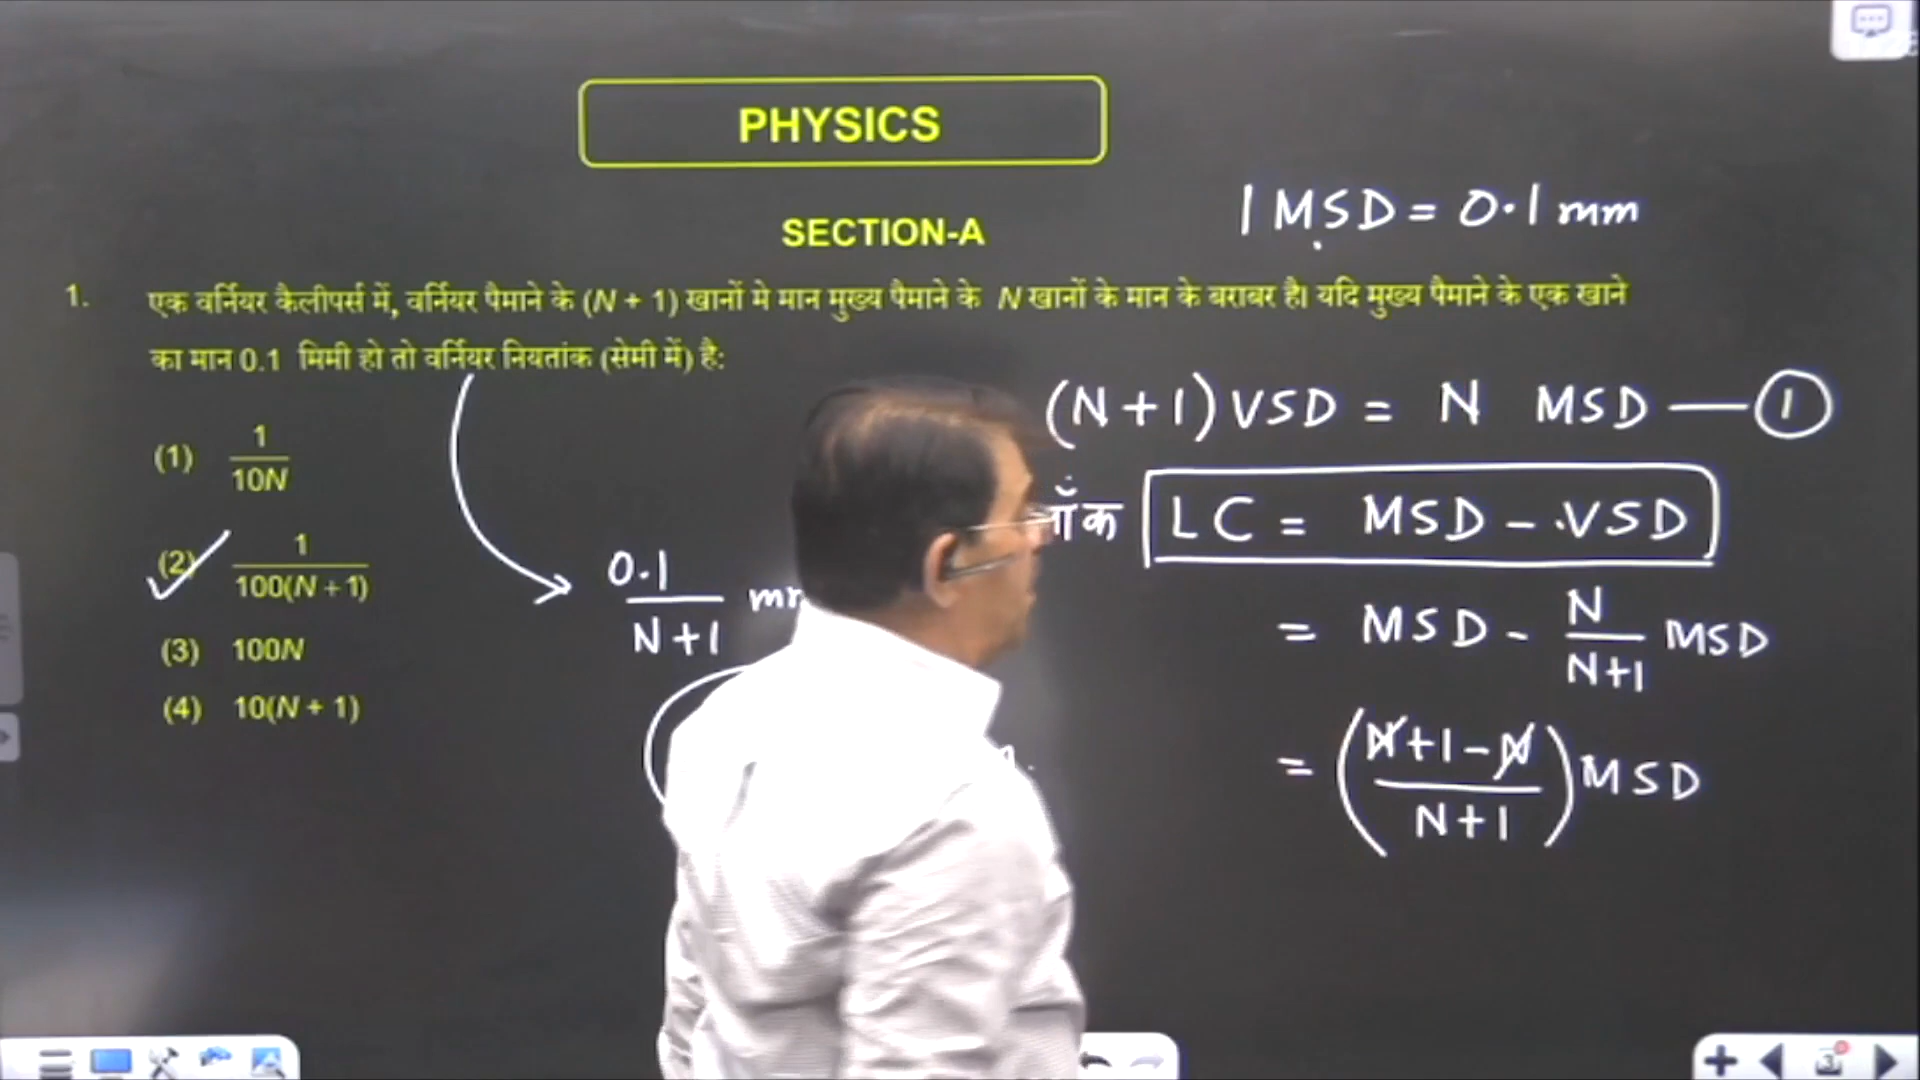 PHYSICS
SECTION-A
1 MSD = 0.1 mm
1. एक वर्नियर कैलीपर्स में, वर्नियर पैमाने के (N + 1) खानों मे मान मुख्य पैमाने के N खानों के मान के बराबर है। यदि मुख्य पैमाने के एक खाने
का मान 0.1 मिमी हो तो वर्नियर नियतांक (सेमी में) है:
(1) 1/10N
(2) 1/100(N + 1)
(3) 100N
(4) 10(N + 1)
0.1/N+1
(N+1) VSD = N MSD — 1
LC = MSD - VSD
= MSD - N/N+1 MSD
= (N+1-N/N+1) MSD
3